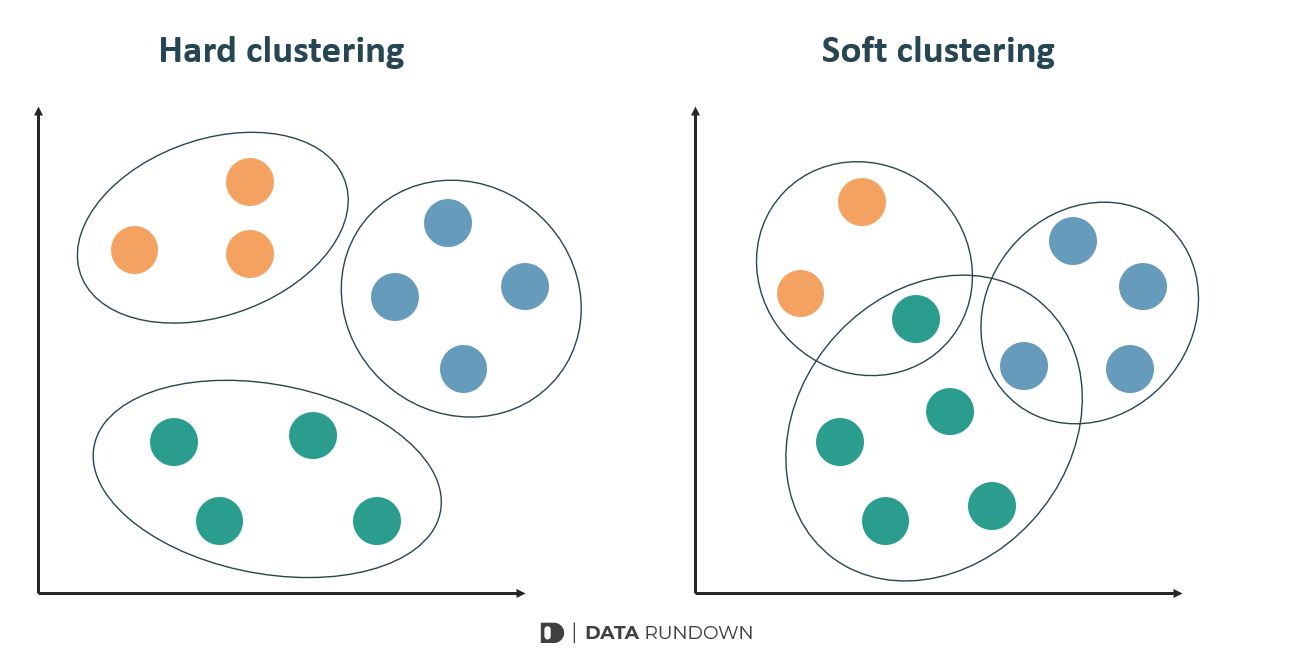 Hard clustering
Soft clustering
DATA RUNDOWN